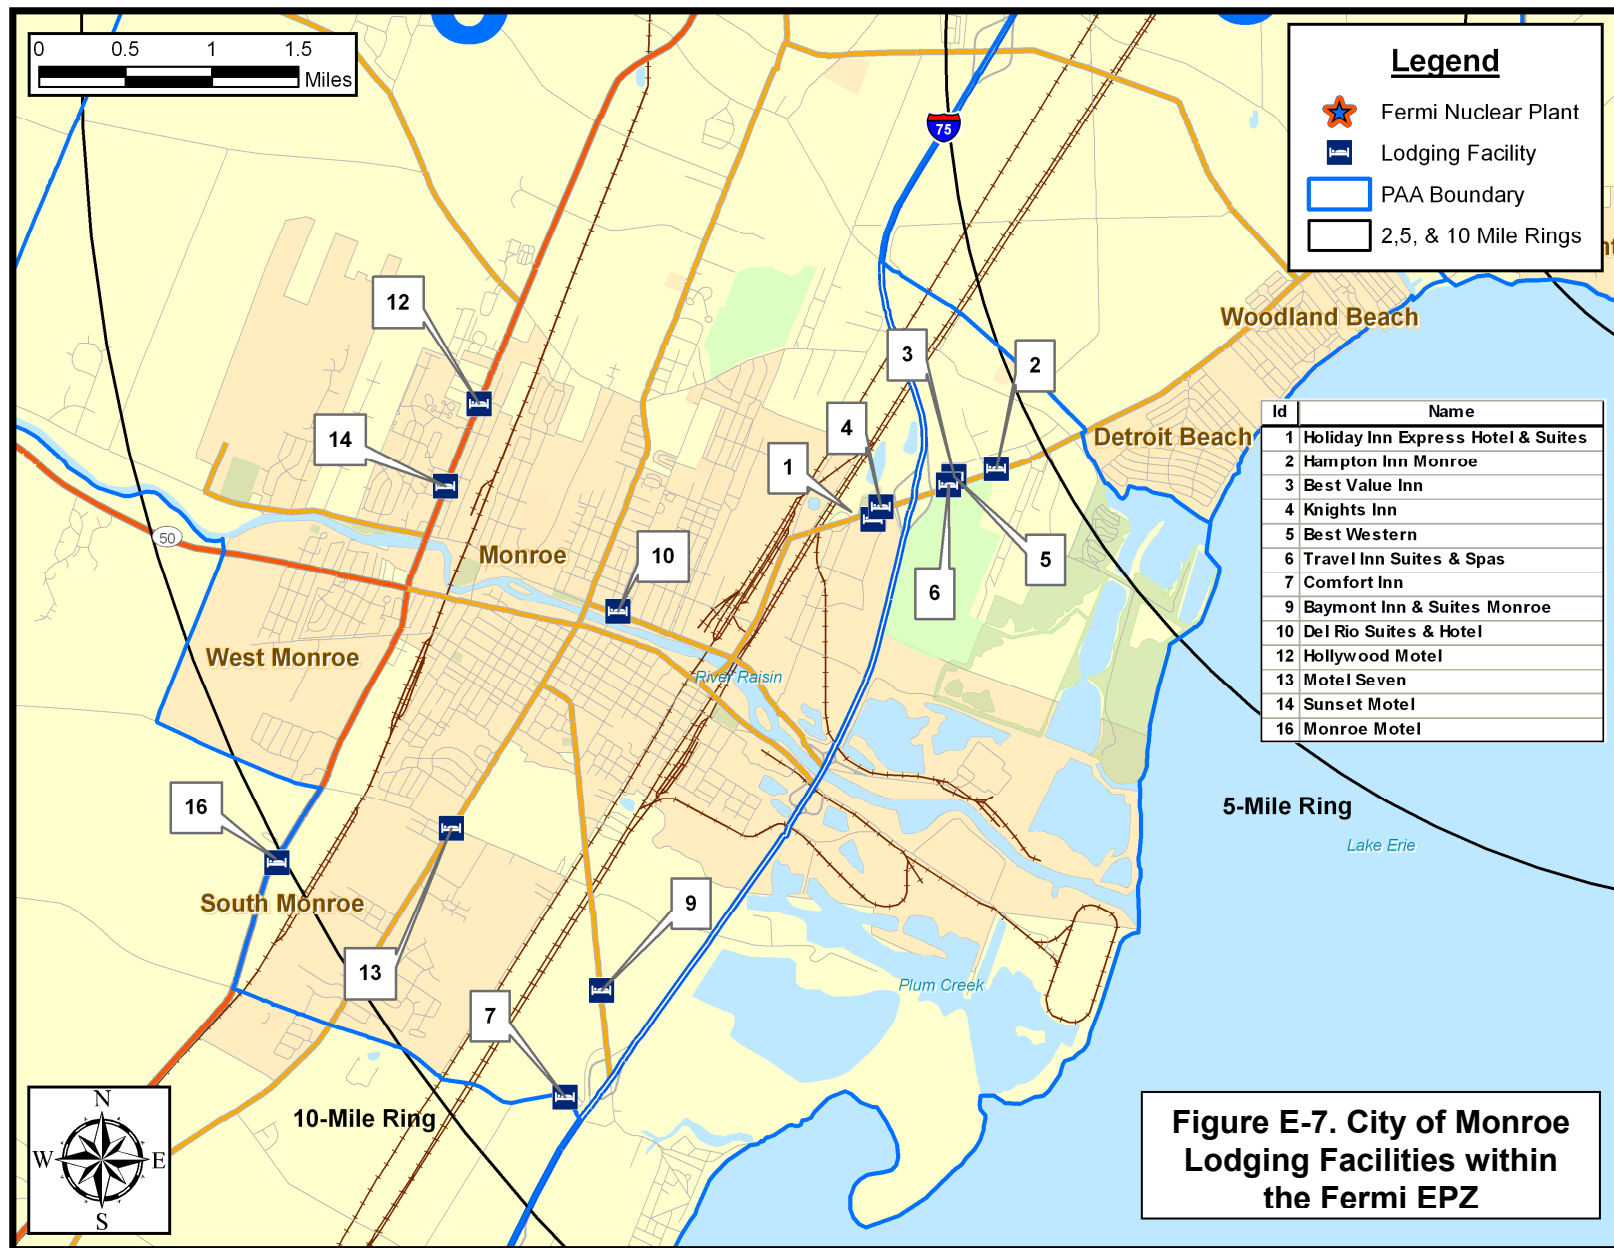 0 0.5 1 1.5
Miles
75
Legend
Fermi Nuclear Plant
Lodging Facility
PAA Boundary
2,5, & 10 Mile Rings
12
Woodland Beach
3
2
14
4
Detroit Beach
1
50
Monroe
10
5
6
West Monroe
River Raisin
Id Name
1 Holiday Inn Express Hotel & Suites
2 Hampton Inn Monroe
3 Best Value Inn
4 Knights Inn
5 Best Western
6 Travel Inn Suites & Spas
7 Comfort Inn
9 Baymont Inn & Suites Monroe
10 Del Rio Suites & Hotel
12 Hollywood Motel
13 Motel Seven
14 Sunset Motel
16 Monroe Motel
16
5-Mile Ring
Lake Erie
South Monroe
9
13
Plum Creek
7
10-Mile Ring
N
W E
S
Figure E-7. City of Monroe
Lodging Facilities within
the Fermi EPZ